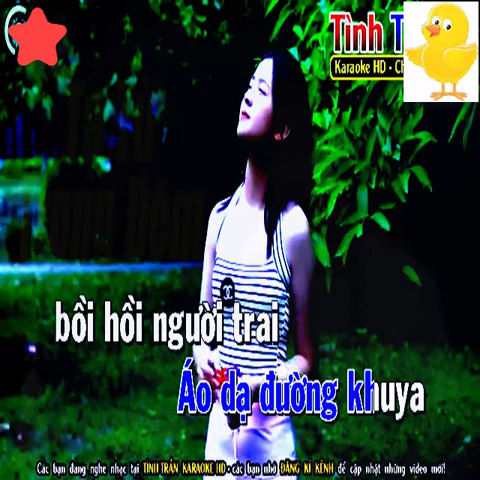 Tình T
Karaoke HD - Ch
bồi hồi người trai
Áo dạ đường khuya
Các bạn đang nghe nhạc tại TÌNH TRẦN KARAOKE HD - các bạn nhớ ĐĂNG KÍ KÊNH để cập nhật những video mới!